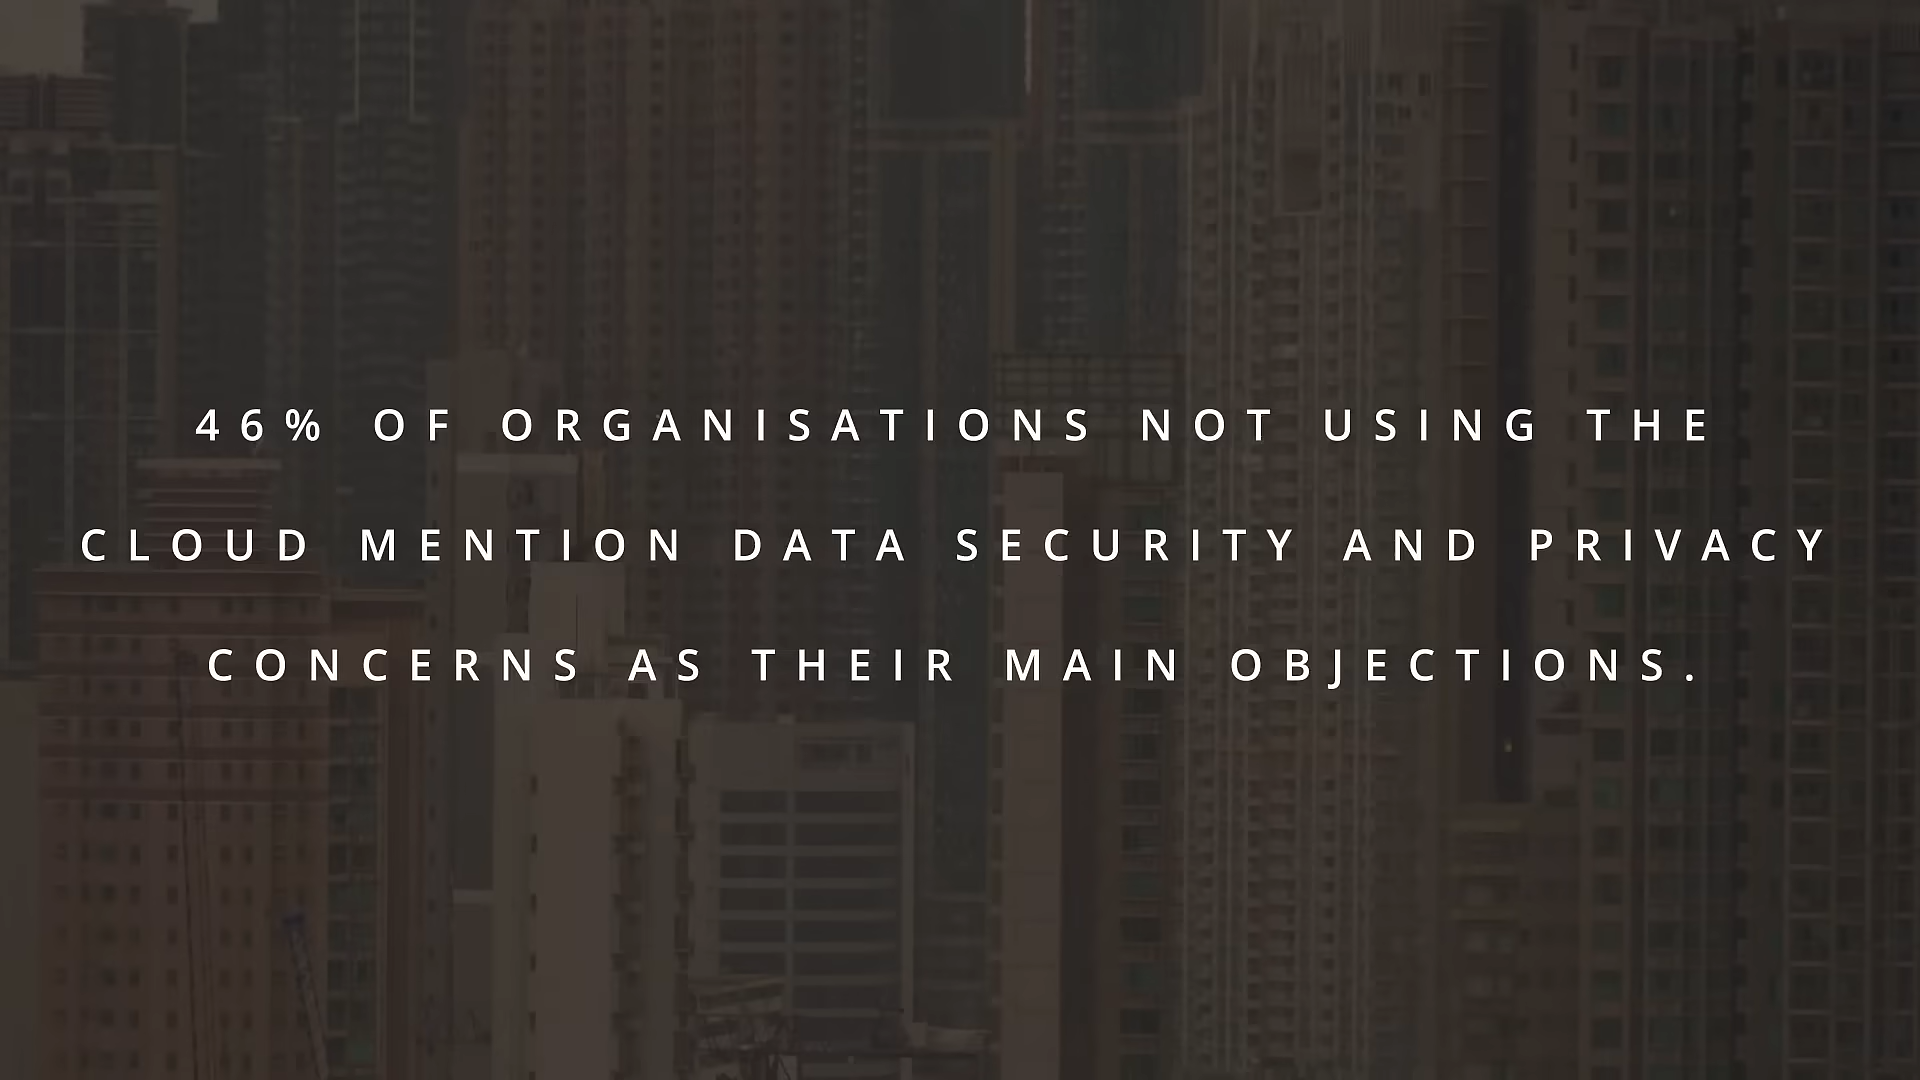 46% OF ORGANISATIONS NOT USING THE
CLOUD MENTION DATA SECURITY AND PRIVACY
CONCERNS AS THEIR MAIN OBJECTIONS.